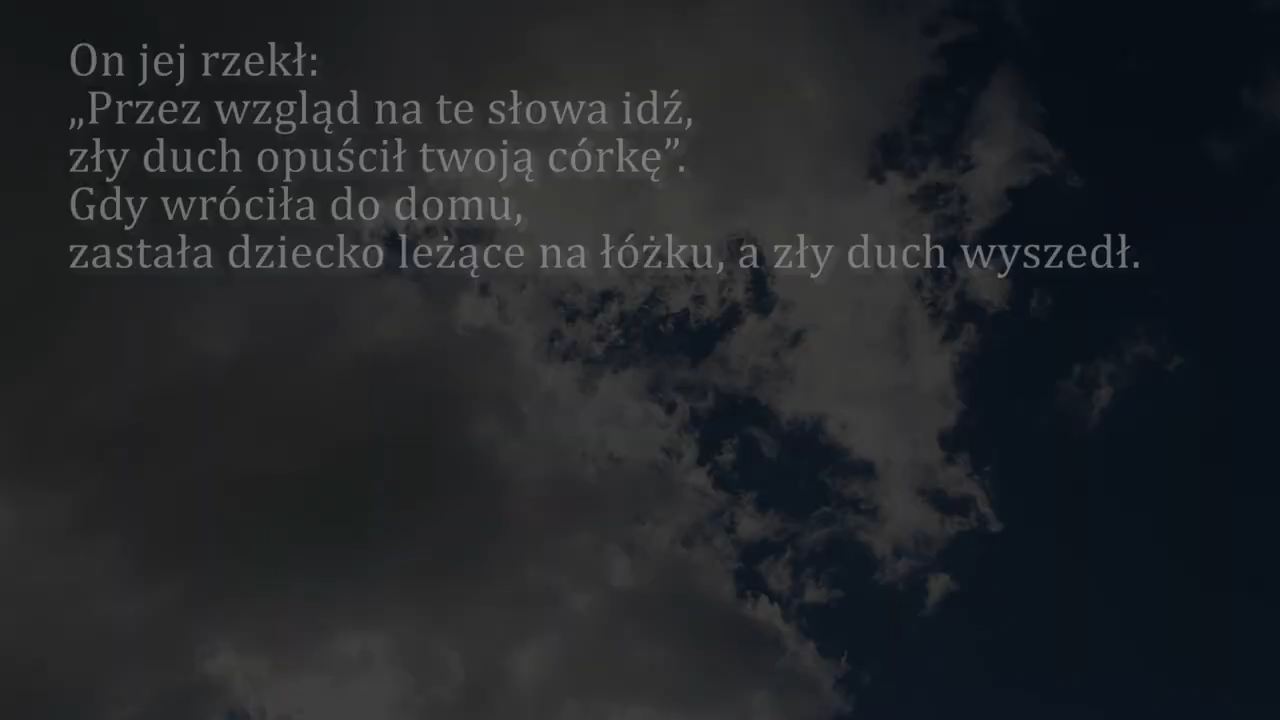 On jej rzekł:
„Przez wzgląd na te słowa idź,
zły duch opuścił twoją córkę”.
Gdy wróciła do domu,
zastała dziecko leżące na łóżku, a zły duch wyszedł.